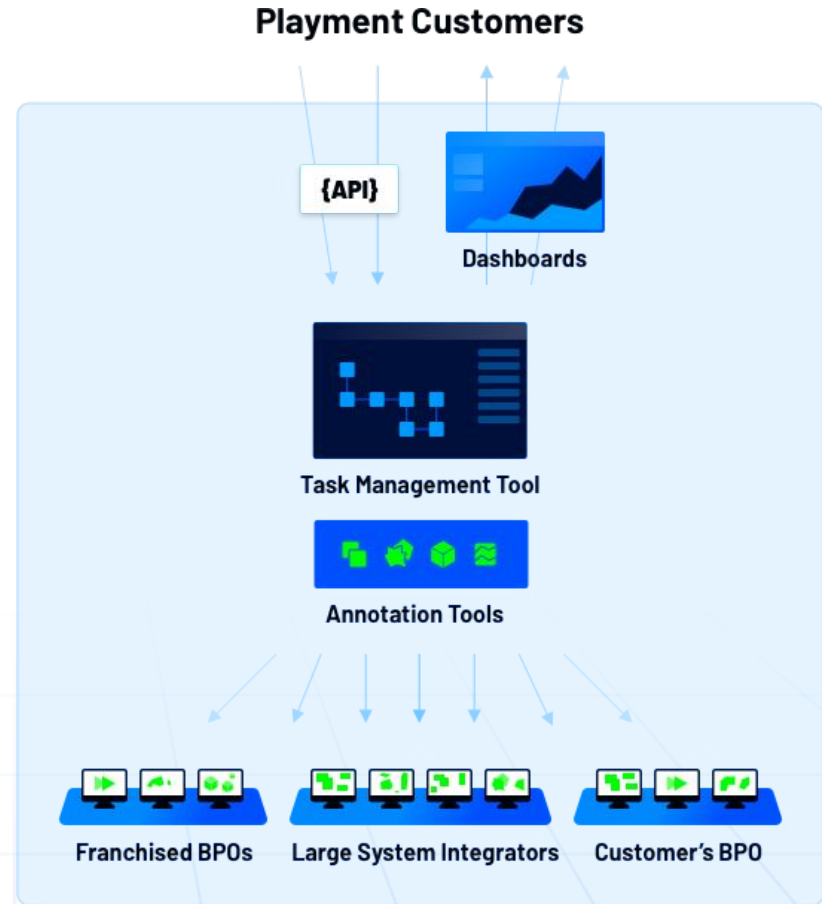 Playment Customers
{API}
Dashboards
Task Management Tool
Annotation Tools
Franchised BPOs
Large System Integrators
Customer’s BPO